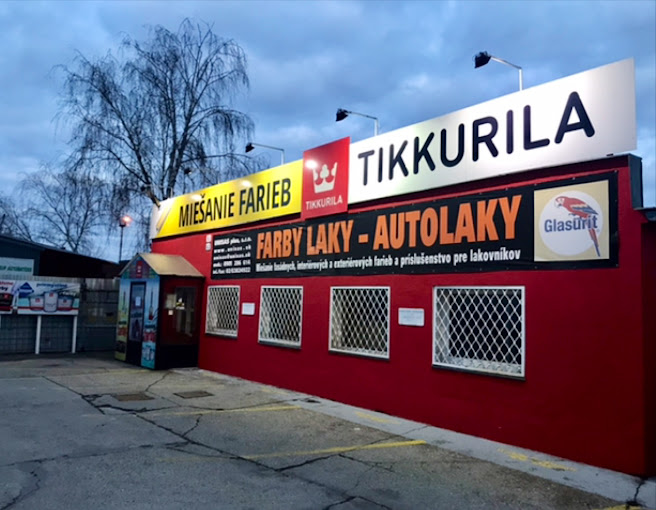 MIEŠANIE FARIEB
TIKKURILA
TIKKURILA
FARBY LAKY - AUTOLAKY
Miešanie fasádnych, interiérových a exteriérových farieb a príslušenstvo pre lakovníkov
Glasurit